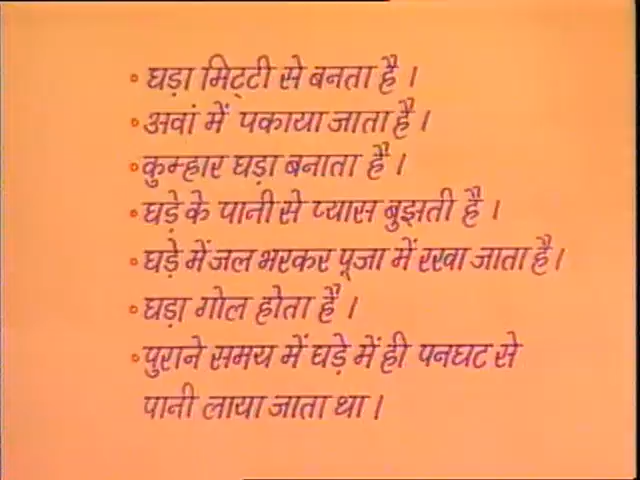 • घड़ा मिट्टी से बनता है ।
• अवां में पकाया जाता है ।
• कुम्हार घड़ा बनाता है ।
• घड़े के पानी से प्यास बुझती है ।
• घड़े में जल भरकर पूजा में रखा जाता है ।
• घड़ा गोल होता है ।
• पुराने समय में घड़े में ही पनघट से
पानी लाया जाता था ।